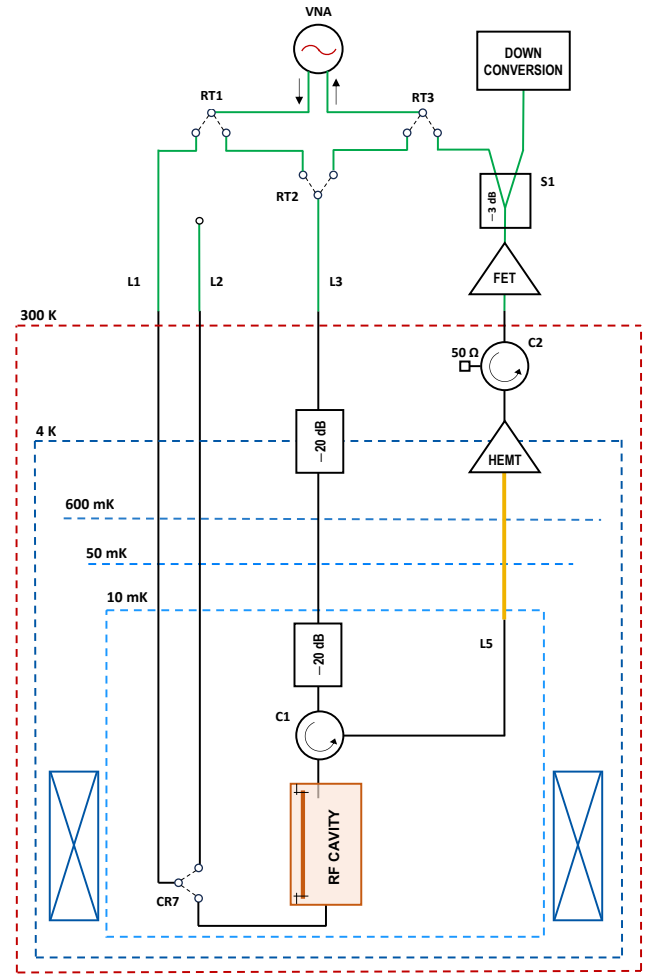 VNA
DOWN
CONVERSION
RT1
RT3
RT2
S1
−3 dB
FET
L1
L2
L3
300 K
C2
50 Ω
−20 dB
4 K
HEMT
600 mK
50 mK
10 mK
−20 dB
L5
C1
RF CAVITY
CR7